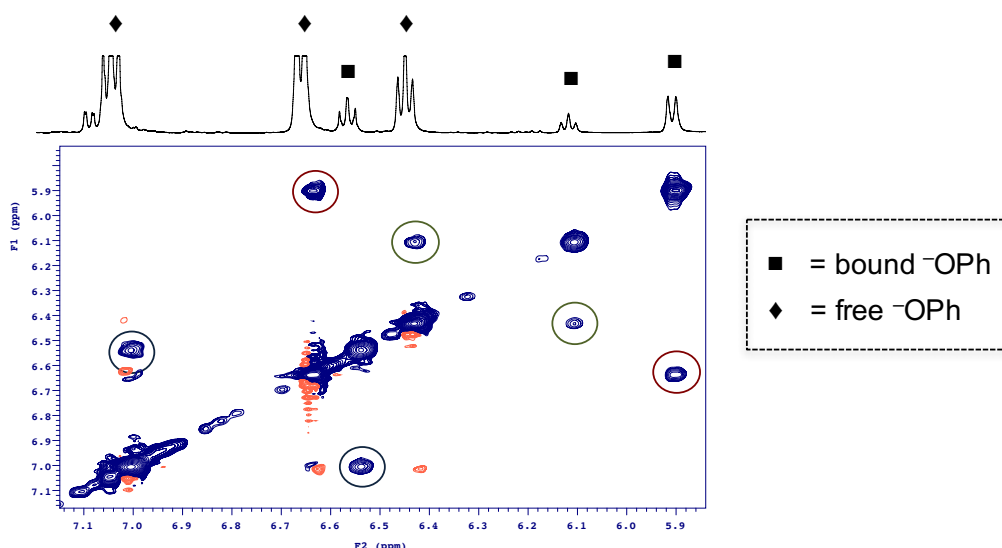 ♦ ♦ ♦
■ ■ ■
F1 (ppm)
5.9
6.0
6.1
6.2
6.3
6.4
6.5
6.6
6.7
6.8
6.9
7.0
7.1
7.1 7.0 6.9 6.8 6.7 6.6 6.5 6.4 6.3 6.2 6.1 6.0 5.9
F2 (ppm)
■ = bound ⁻OPh
♦ = free ⁻OPh